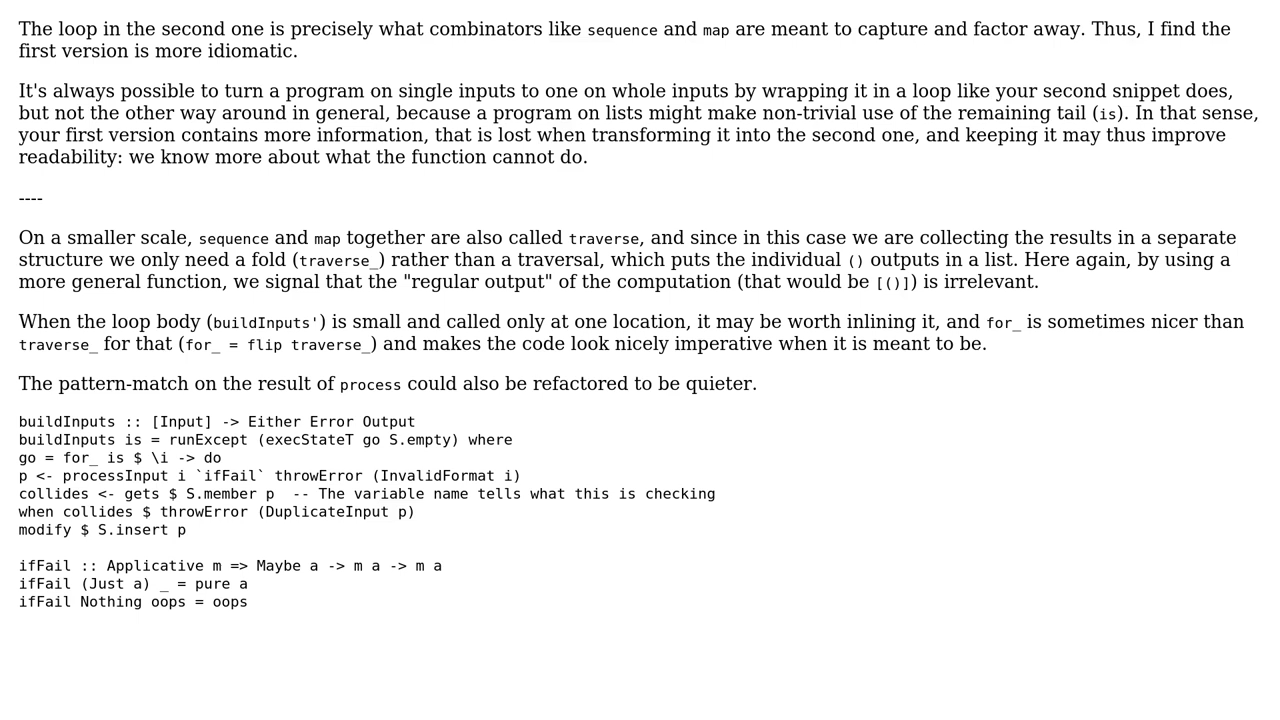 The loop in the second one is precisely what combinators like sequence and map are meant to capture and factor away. Thus, I find the
first version is more idiomatic.
It's always possible to turn a program on single inputs to one on whole inputs by wrapping it in a loop like your second snippet does,
but not the other way around in general, because a program on lists might make non-trivial use of the remaining tail (is). In that sense,
your first version contains more information, that is lost when transforming it into the second one, and keeping it may thus improve
readability: we know more about what the function cannot do.
----
On a smaller scale, sequence and map together are also called traverse, and since in this case we are collecting the results in a separate
structure we only need a fold (traverse_) rather than a traversal, which puts the individual () outputs in a list. Here again, by using a
more general function, we signal that the "regular output" of the computation (that would be [()]) is irrelevant.
When the loop body (buildInputs') is small and called only at one location, it may be worth inlining it, and for_ is sometimes nicer than
traverse_ for that (for_ = flip traverse_) and makes the code look nicely imperative when it is meant to be.
The pattern-match on the result of process could also be refactored to be quieter.
buildInputs :: [Input] -> Either Error Output
buildInputs is = runExcept (execStateT go S.empty) where
go = for_ is $ \i -> do
p <- processInput i `ifFail` throwError (InvalidFormat i)
collides <- gets $ S.member p  -- The variable name tells what this is checking
when collides $ throwError (DuplicateInput p)
modify $ S.insert p
ifFail :: Applicative m => Maybe a -> m a -> m a
ifFail (Just a) _ = pure a
ifFail Nothing oops = oops